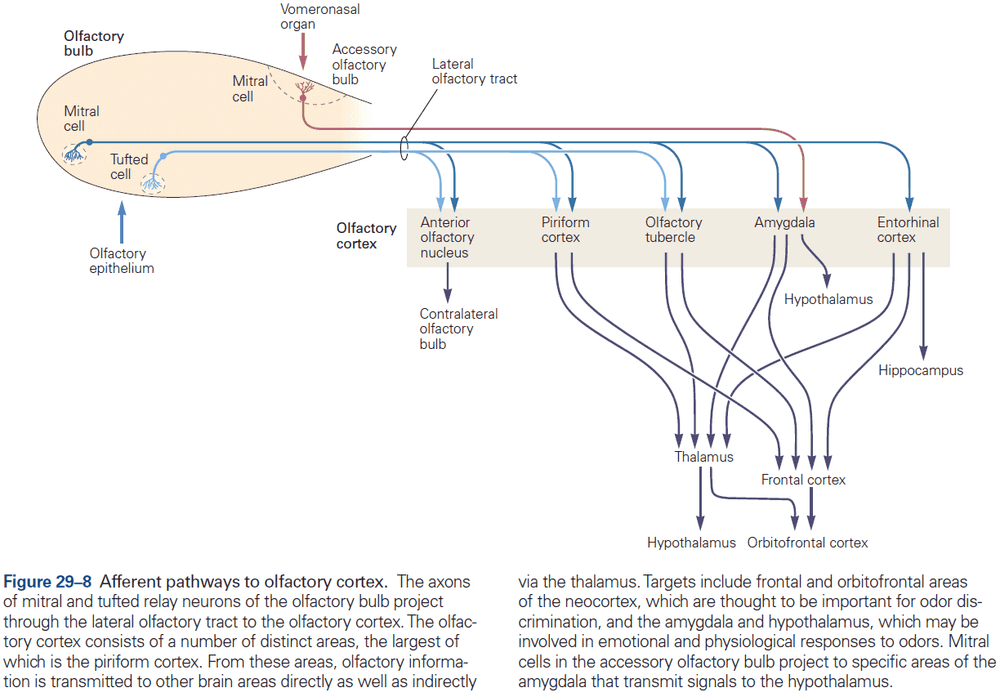 Vomeronasal
organ
Olfactory
bulb
Accessory
olfactory
bulb
Mitral
cell
Lateral
olfactory tract
Mitral
cell
Tufted
cell
Olfactory
epithelium
Olfactory
cortex
Anterior
olfactory
nucleus
Piriform
cortex
Olfactory
tubercle
Amygdala
Entorhinal
cortex
Contralateral
olfactory
bulb
Hypothalamus
Hippocampus
Thalamus
Frontal cortex
Hypothalamus
Orbitofrontal cortex
Figure 29–8 Afferent pathways to olfactory cortex. The axons
of mitral and tufted relay neurons of the olfactory bulb project
through the lateral olfactory tract to the olfactory cortex. The olfac-
tory cortex consists of a number of distinct areas, the largest of
which is the piriform cortex. From these areas, olfactory informa-
tion is transmitted to other brain areas directly as well as indirectly
via the thalamus. Targets include frontal and orbitofrontal areas
of the neocortex, which are thought to be important for odor dis-
crimination, and the amygdala and hypothalamus, which may be
involved in emotional and physiological responses to odors. Mitral
cells in the accessory olfactory bulb project to specific areas of the
amygdala that transmit signals to the hypothalamus.